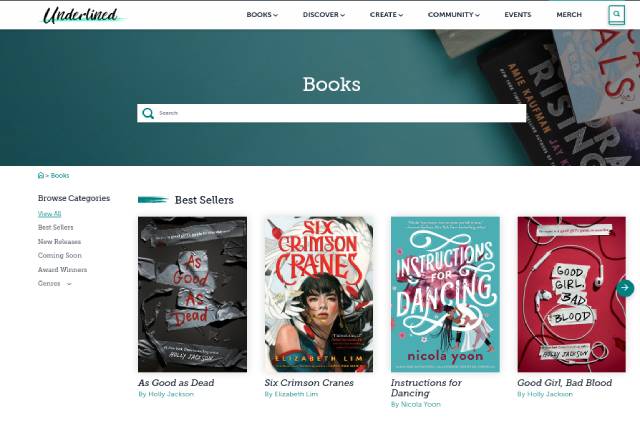 Underlined
BOOKS
DISCOVER
CREATE
COMMUNITY
EVENTS
MERCH
Books
Search
AMIE KAUFMAN JAY K
RISING
> Books
Browse Categories
View All
Best Sellers
New Releases
Coming Soon
Award Winners
Genres
Best Sellers
As
Good
As
Dead
HOLLY JACKSON
SIX
CRIMSON
CRANES
ELIZABETH LIM
INSTRUCTIONS
FOR
DANCING
nicola yoon
GOOD
GIRL,
BAD
BLOOD
HOLLY JACKSON
As Good as Dead
By Holly Jackson
Six Crimson Cranes
By Elizabeth Lim
Instructions for
Dancing
By Nicola Yoon
Good Girl, Bad Blood
By Holly Jackson